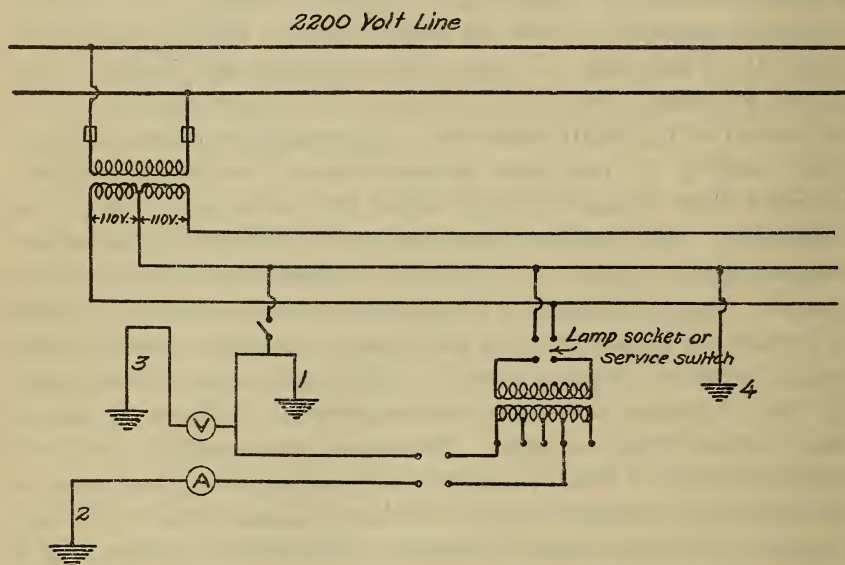 2200 Volt Line
110V. 110V.
Lamp socket or
service switch
3
1
4
V
A
2